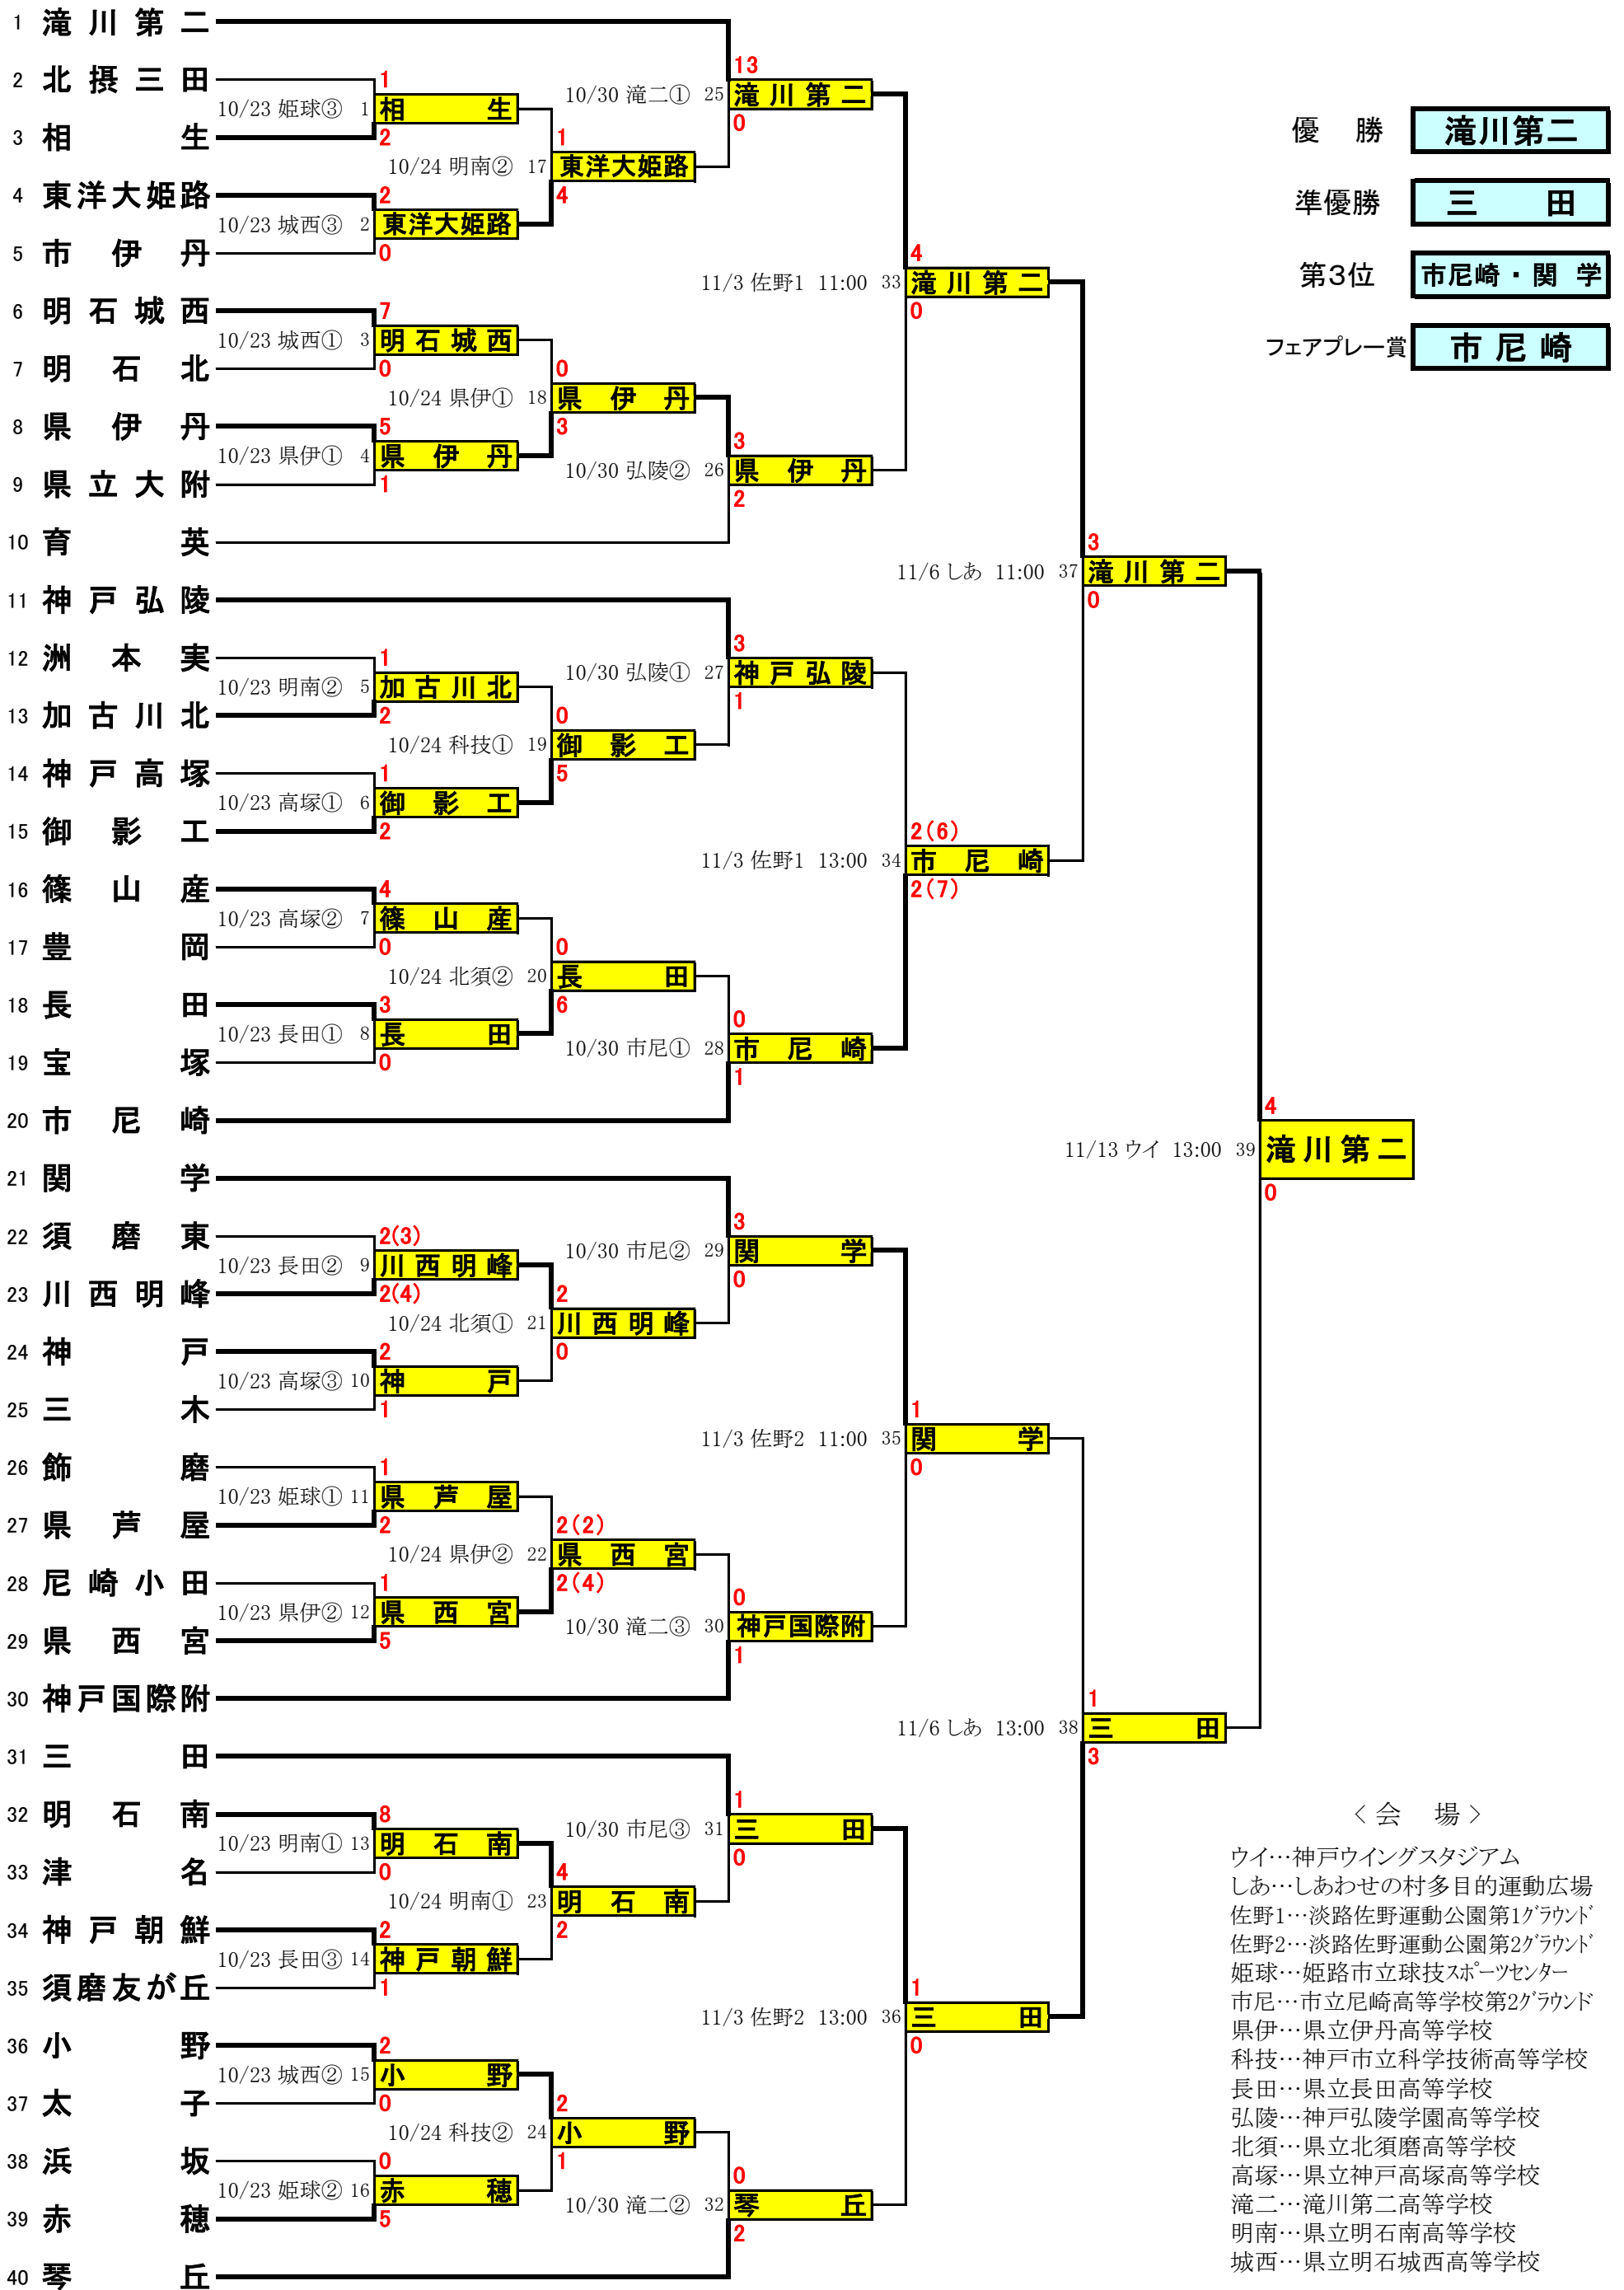 1 滝川第二
2 北摂三田
3 相生
4 東洋大姫路
5 市伊丹
6 明石城西
7 明石北
8 県伊丹
9 県立大附
10 育英
11 神戸弘陵
12 洲本実
13 加古川北
14 神戸高塚
15 御影工
16 篠山産
17 豊岡
18 長田
19 宝塚
20 市尼崎
21 関学
22 須磨東
23 川西明峰
24 神戸
25 三木
26 飾磨
27 県芦屋
28 尼崎小田
29 県西宮
30 神戸国際附
31 三田
32 明石南
33 津名
34 神戸朝鮮
35 須磨友が丘
36 小野
37 太子
38 浜坂
39 赤穂
40 琴丘
1
10/23 姫球③ 1 相生
2
2
10/23 城西③ 2 東洋大姫路
0
7
10/23 城西① 3 明石城西
0
5
10/23 県伊① 4 県伊丹
1
1
10/23 明南② 5 加古川北
2
1
10/23 高塚① 6 御影工
2
4
10/23 高塚② 7 篠山産
0
3
10/23 長田① 8 長田
0
2(3)
10/23 長田② 9 川西明峰
2(4)
2
10/23 高塚③ 10 神戸
1
1
10/23 姫球① 11 県芦屋
2
1
10/23 県伊② 12 県西宮
5
8
10/23 明南① 13 明石南
0
2
10/23 長田③ 14 神戸朝鮮
1
2
10/23 城西② 15 小野
0
0
10/23 姫球② 16 赤穂
5
1
10/24 明南② 17 東洋大姫路
4
0
10/24 県伊① 18 県伊丹
3
0
10/24 科技① 19 御影工
5
0
10/24 北須② 20 長田
6
2
10/24 北須① 21 川西明峰
0
2(2)
10/24 県伊② 22 県西宮
2(4)
4
10/24 明南① 23 明石南
2
2
10/24 科技② 24 小野
1
13
10/30 滝二① 25 滝川第二
0
3
10/30 弘陵② 26 県伊丹
2
3
10/30 弘陵① 27 神戸弘陵
1
0
10/30 市尼① 28 市尼崎
1
3
10/30 市尼② 29 関学
0
0
10/30 滝二③ 30 神戸国際附
1
1
10/30 市尼③ 31 三田
0
0
10/30 滝二② 32 琴丘
2
4
11/3 佐野1 11:00 33 滝川第二
0
2(6)
11/3 佐野1 13:00 34 市尼崎
2(7)
1
11/3 佐野2 11:00 35 関学
0
1
11/3 佐野2 13:00 36 三田
0
3
11/6 しあ 11:00 37 滝川第二
0
1
11/6 しあ 13:00 38 三田
3
4
11/13 ウイ 13:00 39 滝川第二
0
優勝 滝川第二
準優勝 三田
第3位 市尼崎・関学
フェアプレー賞 市尼崎
〈会場〉
ウイ…神戸ウイングスタジアム
しあ…しあわせの村多目的運動広場
佐野1…淡路佐野運動公園第1グラウンド
佐野2…淡路佐野運動公園第2グラウンド
姫球…姫路市立球技スポーツセンター
市尼…市立尼崎高等学校第2グラウンド
県伊…県立伊丹高等学校
科技…神戸市立科学技術高等学校
長田…県立長田高等学校
弘陵…神戸弘陵学園高等学校
北須…県立北須磨高等学校
高塚…県立神戸高塚高等学校
滝二…滝川第二高等学校
明南…県立明石南高等学校
城西…県立明石城西高等学校